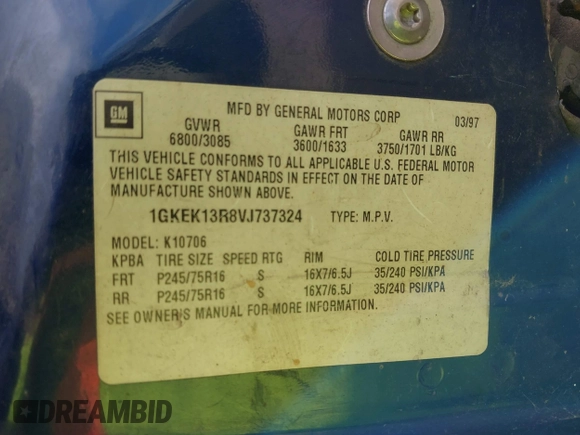 GM
MFD BY GENERAL MOTORS CORP 03/97
GVWR GAWR FRT GAWR RR
6800/3085 3600/1633 3750/1701 LB/KG
THIS VEHICLE CONFORMS TO ALL APPLICABLE U.S. FEDERAL MOTOR
VEHICLE SAFETY STANDARDS IN EFFECT ON THE DATE OF
MANUFACTURE SHOWN ABOVE.
1GKEK13R8VJ737324 TYPE: M.P.V.
MODEL: K10706
KPBA TIRE SIZE SPEED RTG RIM COLD TIRE PRESSURE
FRT P245/75R16 S 16X7/6.5J 35/240 PSI/KPA
RR P245/75R16 S 16X7/6.5J 35/240 PSI/KPA
SEE OWNER'S MANUAL FOR MORE INFORMATION.
DREAMBID